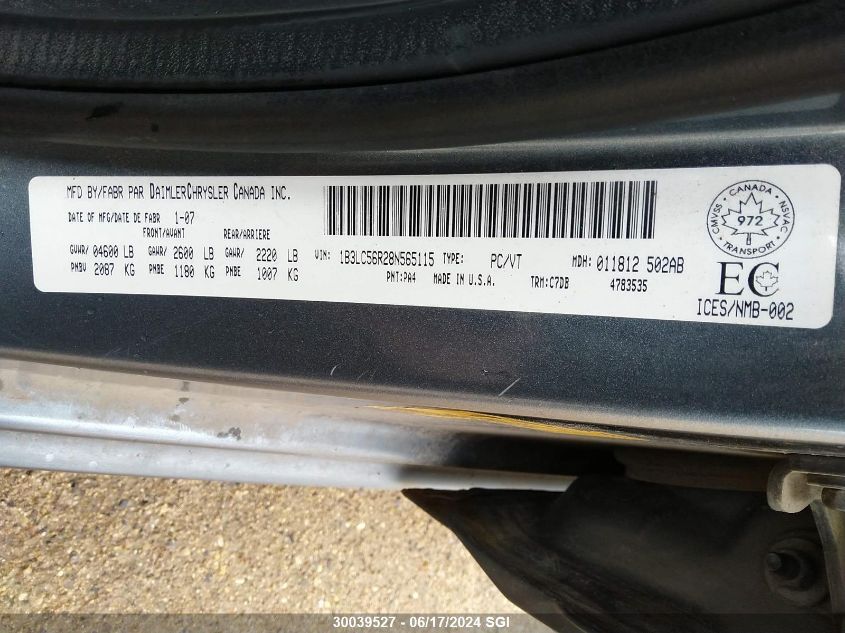 MFD BY/FABR PAR DAIMLERCHRYSLER CANADA INC.
DATE OF MFG/DATE DE FABR 1-07
FRONT/AVANT REAR/ARRIERE
GVWR/ 04600 LB GAWR/ 2600 LB GAWR/ 2220 LB
PNBV 2087 KG PNBE 1180 KG PNBE 1007 KG
VIN: 1B3LC56R28N565115 TYPE: PC/VT MDH: 011812 502AB
PNT:PA4 MADE IN U.S.A. TRM:C7DB 4783535
CANADA
CMVSS 972 NSVAC
TRANSPORT
EC
ICES/NMB-002
30039527 - 06/17/2024 SGI